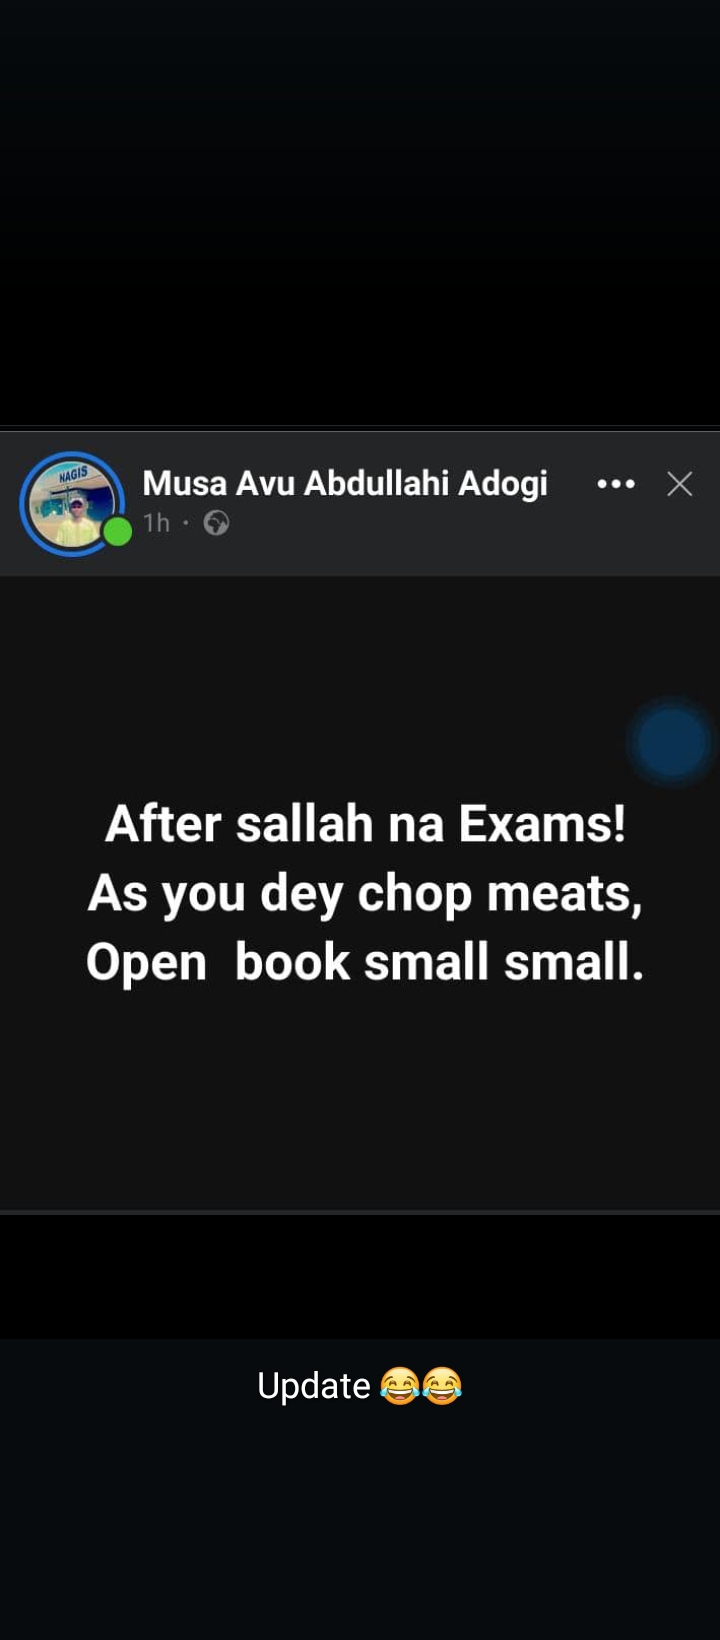 NAGIS
Musa Avu Abdullahi Adogi
1h ·
After sallah na Exams!
As you dey chop meats,
Open  book small small.
Update 😂😂